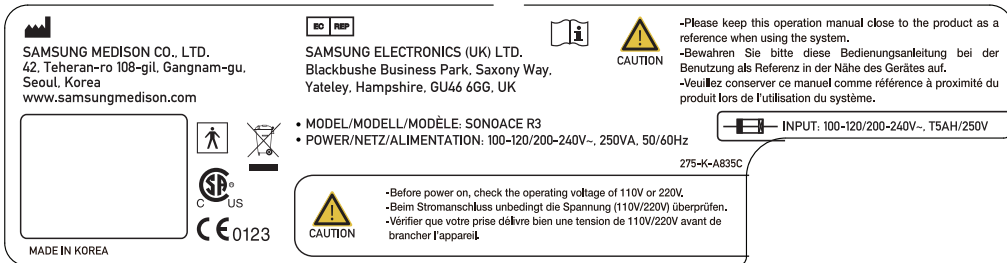 SAMSUNG MEDISON CO., LTD.
42, Teheran-ro 108-gil, Gangnam-gu,
Seoul, Korea
www.samsungmedison.com
EC REP
SAMSUNG ELECTRONICS (UK) LTD.
Blackbushe Business Park, Saxony Way,
Yateley, Hampshire, GU46 6GG, UK
i
CAUTION
-Please keep this operation manual close to the product as a
reference when using the system.
-Bewahren Sie bitte diese Bedienungsanleitung bei der
Benutzung als Referenz in der Nähe des Gerätes auf.
-Veuillez conserver ce manuel comme référence à proximité du
produit lors de l'utilisation du système.
• MODEL/MODELL/MODÈLE: SONOACE R3
• POWER/NETZ/ALIMENTATION: 100-120/200-240V~, 250VA, 50/60Hz
INPUT: 100-120/200-240V~, T5AH/250V
275-K-A835C
SA ®
C US
CE 0123
MADE IN KOREA
CAUTION
-Before power on, check the operating voltage of 110V or 220V.
-Beim Stromanschluss unbedingt die Spannung (110V/220V) überprüfen.
-Vérifier que votre prise délivre bien une tension de 110V/220V avant de
brancher l'appareil.